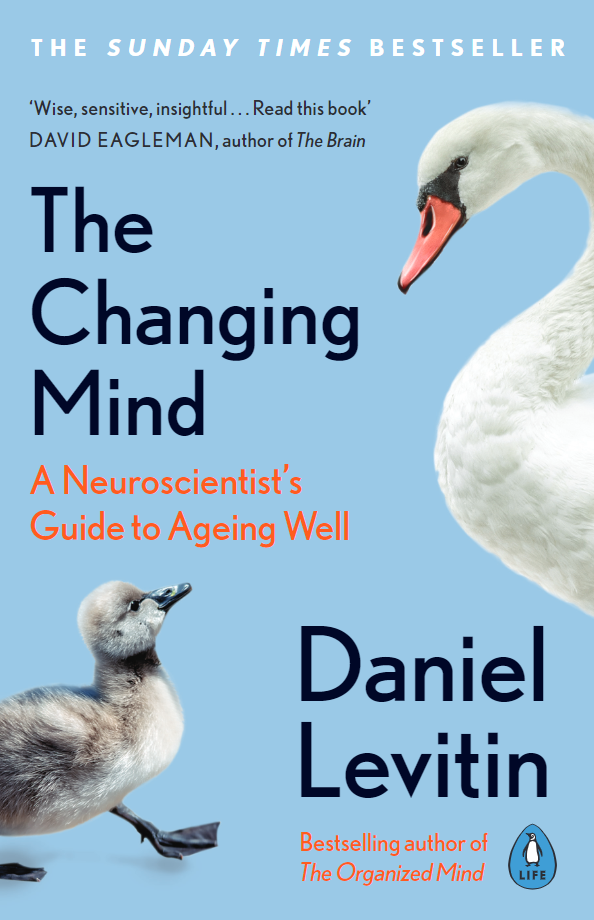 THE SUNDAY TIMES BESTSELLER
‘Wise, sensitive, insightful . . . Read this book’
DAVID EAGLEMAN, author of The Brain
The
Changing
Mind
A Neuroscientist’s
Guide to Ageing Well
Daniel
Levitin
Bestselling author of
The Organized Mind
LIFE